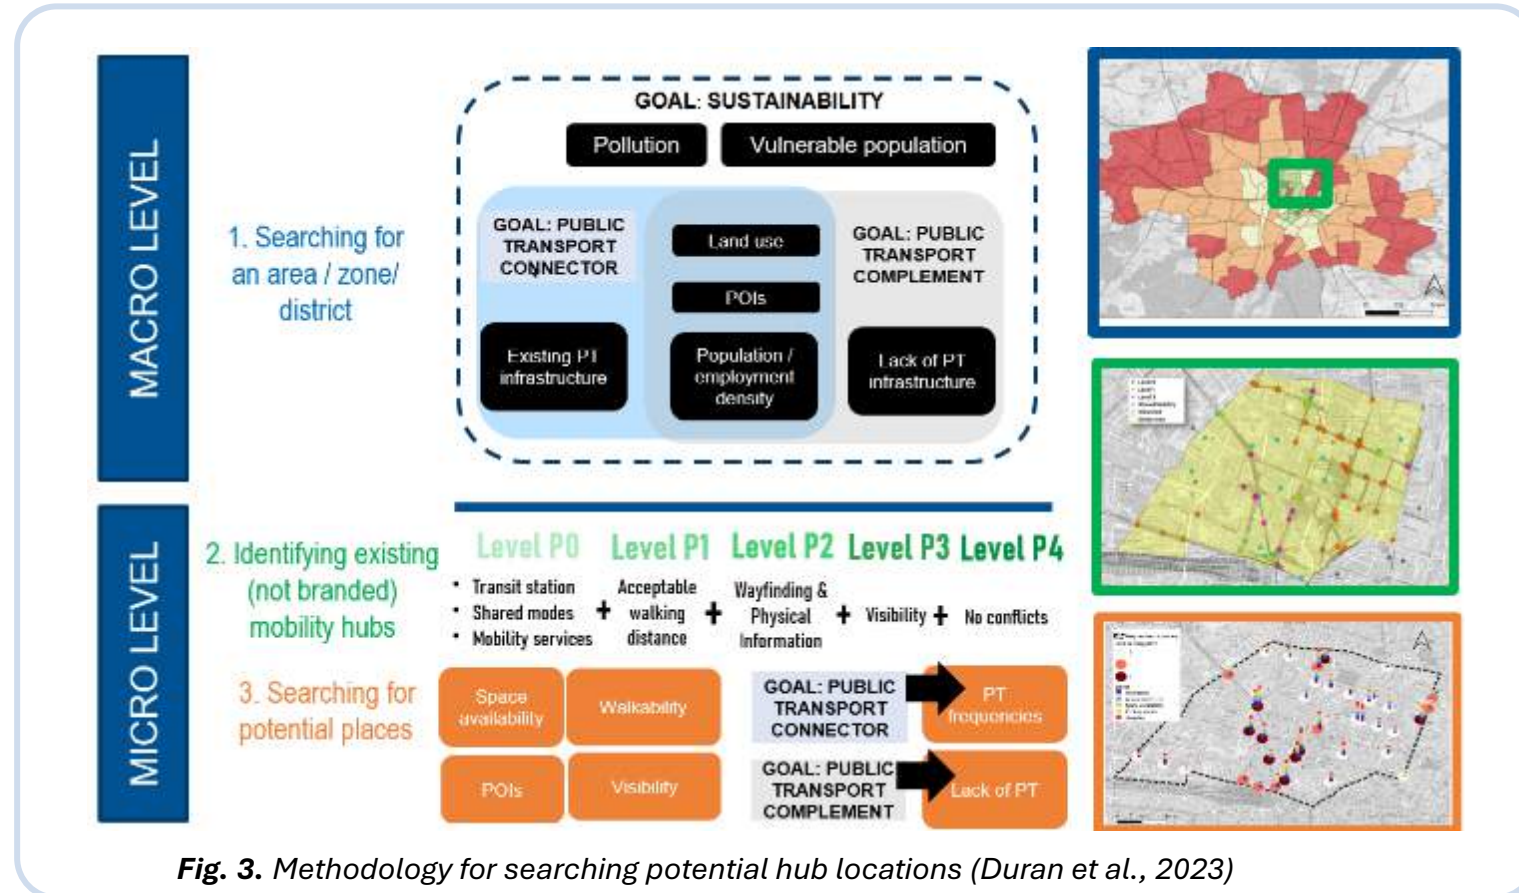 MACRO LEVEL
1. Searching for
an area / zone/
district
GOAL: SUSTAINABILITY
Pollution
Vulnerable population
GOAL: PUBLIC
TRANSPORT
CONNECTOR
Existing PT
infrastructure
Land use
POIs
Population /
employment
density
GOAL: PUBLIC
TRANSPORT
COMPLEMENT
Lack of PT
infrastructure
MICRO LEVEL
2. Identifying existing
(not branded)
mobility hubs
Level P0
Level P1
Level P2
Level P3
Level P4
• Transit station
• Shared modes
• Mobility services
+
Acceptable
walking
distance
+
Wayfinding &
Physical
Information
+
Visibility
+
No conflicts
3. Searching for
potential places
Space
availability
Walkability
POIs
Visibility
GOAL: PUBLIC
TRANSPORT
CONNECTOR
PT
frequencies
GOAL: PUBLIC
TRANSPORT
COMPLEMENT
Lack of PT
Fig. 3. Methodology for searching potential hub locations (Duran et al., 2023)